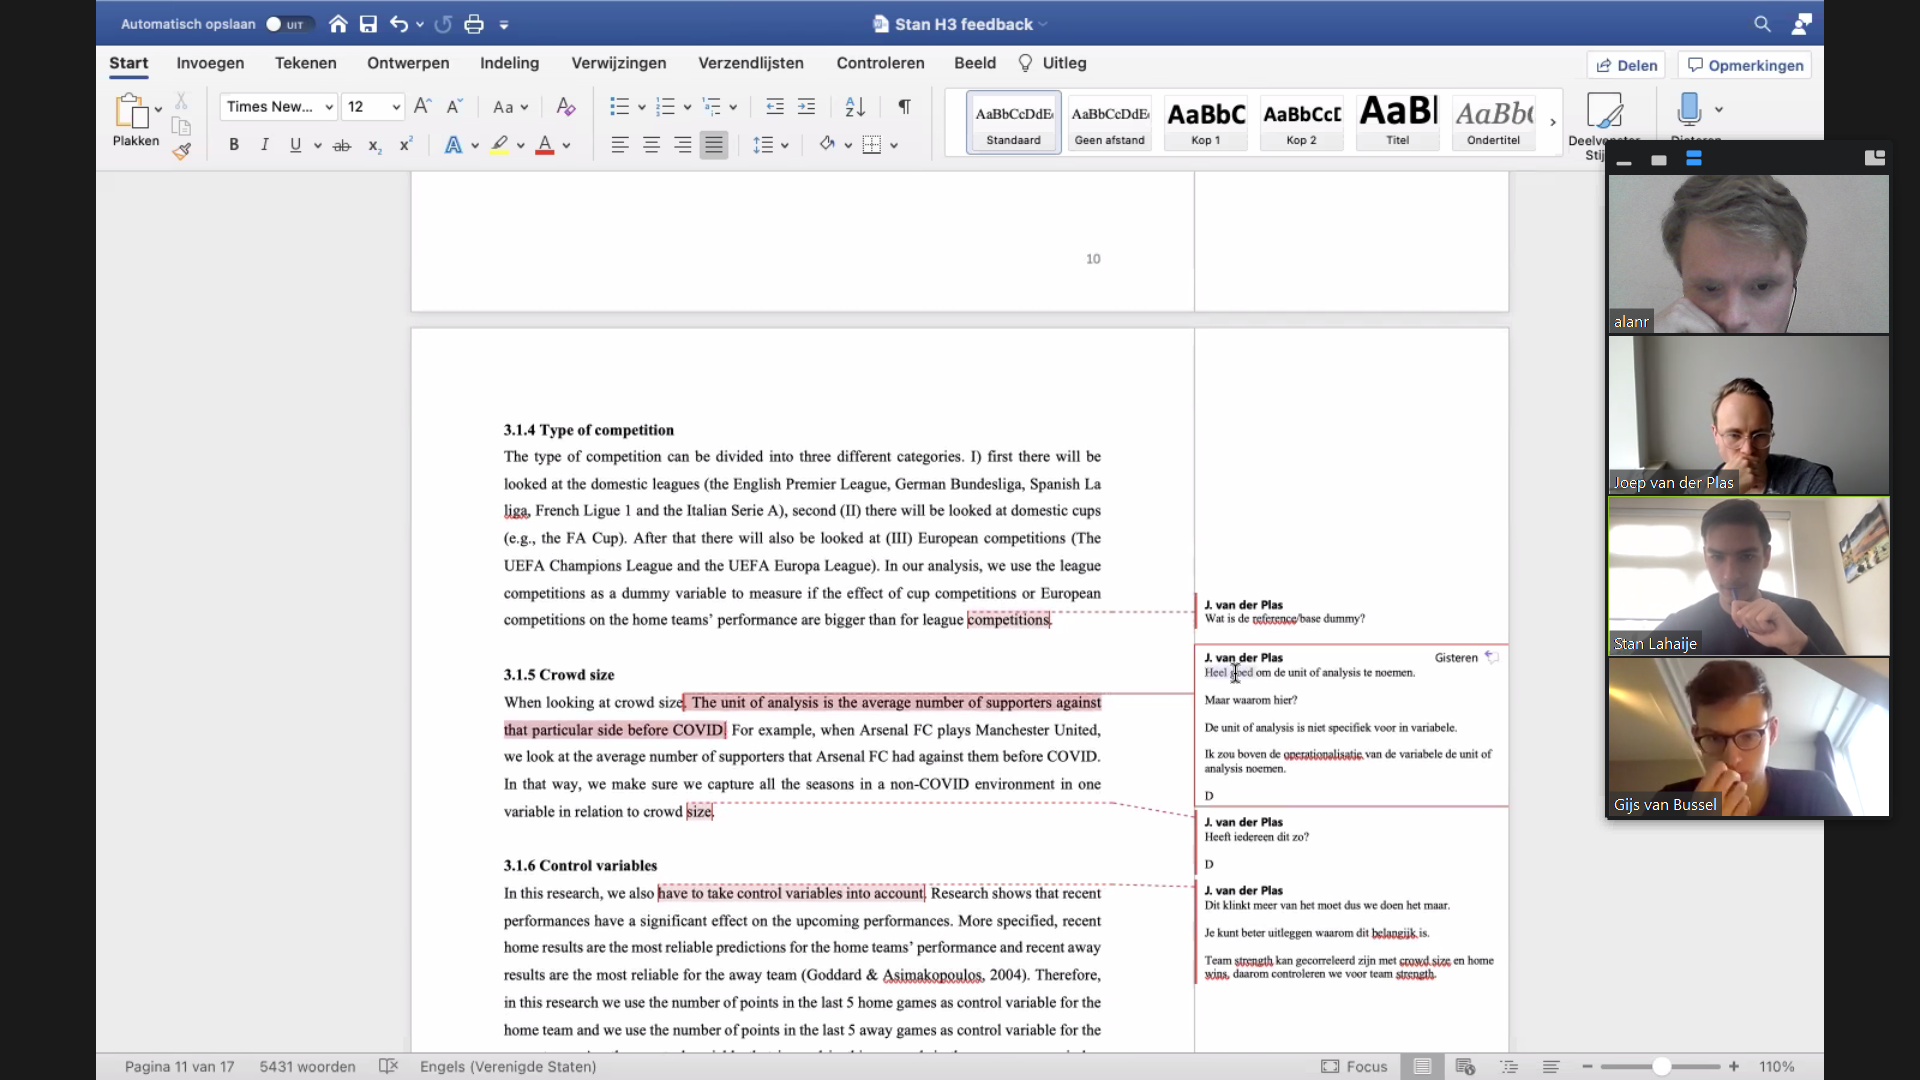 Automatisch opslaan UIT
Stan H3 feedback
Start Invoegen Tekenen Ontwerpen Indeling Verwijzingen Verzendlijsten Controleren Beeld Uitleg
Delen Opmerkingen
Plakken
Times New... 12
AaBbCcDdE AaBbCcDdE AaBbC AaBbCcD AaB AaBb
Standaard Geen afstand Kop 1 Kop 2 Titel Ondertitel
10
3.1.4 Type of competition
The type of competition can be divided into three different categories. I) first there will be
looked at the domestic leagues (the English Premier League, German Bundesliga, Spanish La
liga, French Ligue 1 and the Italian Serie A), second (II) there will be looked at domestic cups
(e.g., the FA Cup). After that there will also be looked at (III) European competitions (The
UEFA Champions League and the UEFA Europa League). In our analysis, we use the league
competitions as a dummy variable to measure if the effect of cup competitions or European
competitions on the home teams’ performance are bigger than for league competitions.
3.1.5 Crowd size
When looking at crowd size. The unit of analysis is the average number of supporters against
that particular side before COVID. For example, when Arsenal FC plays Manchester United,
we look at the average number of supporters that Arsenal FC had against them before COVID.
In that way, we make sure we capture all the seasons in a non-COVID environment in one
variable in relation to crowd size.
3.1.6 Control variables
In this research, we also have to take control variables into account. Research shows that recent
performances have a significant effect on the upcoming performances. More specified, recent
home results are the most reliable predictions for the home teams’ performance and recent away
results are the most reliable for the away team (Goddard & Asimakopoulos, 2004). Therefore,
in this research we use the number of points in the last 5 home games as control variable for the
home team and we use the number of points in the last 5 away games as control variable for the
J. van der Plas
Wat is de reference/base dummy?
J. van der Plas Gisteren
Heel goed om de unit of analysis te noemen.
Maar waarom hier?
De unit of analysis is niet specifiek voor in variabele.
Ik zou boven de operationalisatie van de variabele de unit of
analysis noemen.
D
J. van der Plas
Heeft iedereen dit zo?
D
J. van der Plas
Dit klinkt meer van het moet dus we doen het maar.
Je kunt beter uitleggen waarom dit belangijk is.
Team strength kan gecorreleerd zijn met crowd size en home
wins, daarom controleren we voor team strength.
alanr
Joep van der Plas
Stan Lahaije
Gijs van Bussel
Pagina 11 van 17 5431 woorden Engels (Verenigde Staten) Focus 110%